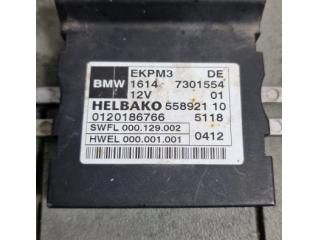 EKPM3 DE
BMW 1614 7301554
12V 01
HELBAKO 558921 10
0120186766 5118
SWFL 000.129.002
HWEL 000.001.001 0412